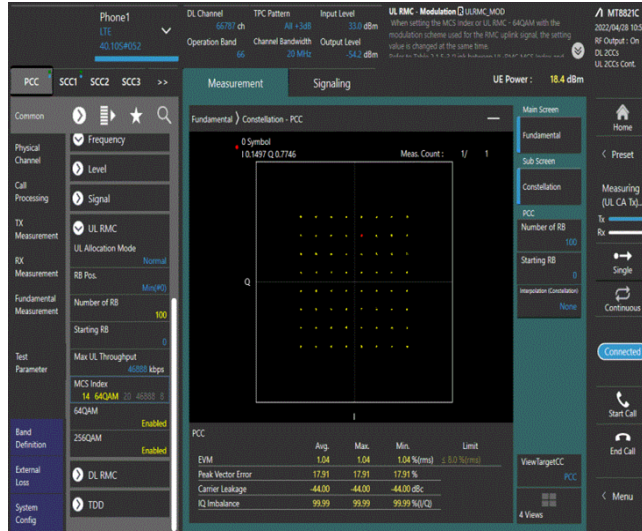 Phone1
LTE
40.105#052
DL Channel
66787 ch
TPC Pattern
All +3dB
Input Level
33.0 dBm
Operation Band
66
Channel Bandwidth
20 MHz
Output Level
-54.2 dBm
UL RMC - Modulation ULRMC_MOD
When setting the MCS index or UL RMC - 64QAM with the
modulation scheme used for the RMC uplink signal, the setting
value is changed at the same time.
MT8821C
2022/04/28 10:5
RF Output : On
DL 2CCs
UL 2CCs Cont.
PCC
SCC1
SCC2
SCC3
>>
Measurement
Signaling
UE Power : 18.4 dBm
Common
Physical
Channel
Call
Processing
TX
Measurement
RX
Measurement
Fundamental
Measurement
Test
Parameter
Band
Definition
External
Loss
System
Config
Frequency
Level
Signal
UL RMC
UL Allocation Mode
Normal
RB Pos.
Min(#0)
Number of RB
100
Starting RB
0
Max UL Throughput
46888 kbps
MCS Index
14 64QAM 20 46888 8
64QAM
Enabled
256QAM
Enabled
DL RMC
TDD
Fundamental 〉 Constellation - PCC
0 Symbol
I 0.1497 Q 0.7746
Meas. Count : 1/ 1
Q
I
PCC
Avg. Max. Min. Limit
EVM 1.04 1.04 1.04 %(rms) ≤ 8.0 %(rms)
Peak Vector Error 17.91 17.91 17.91 %
Carrier Leakage -44.00 -44.00 -44.00 dBc
IQ Imbalance 99.99 99.99 99.99 %(I/Q)
Main Screen
Fundamental
Sub Screen
Constellation
PCC
Number of RB
100
Starting RB
0
Interpolation (Constellation)
None
ViewTargetCC
PCC
4 Views
Home
Preset
Measuring
(UL CA Tx)...
Tx
Rx
Single
Continuous
Connected
Start Call
End Call
Menu